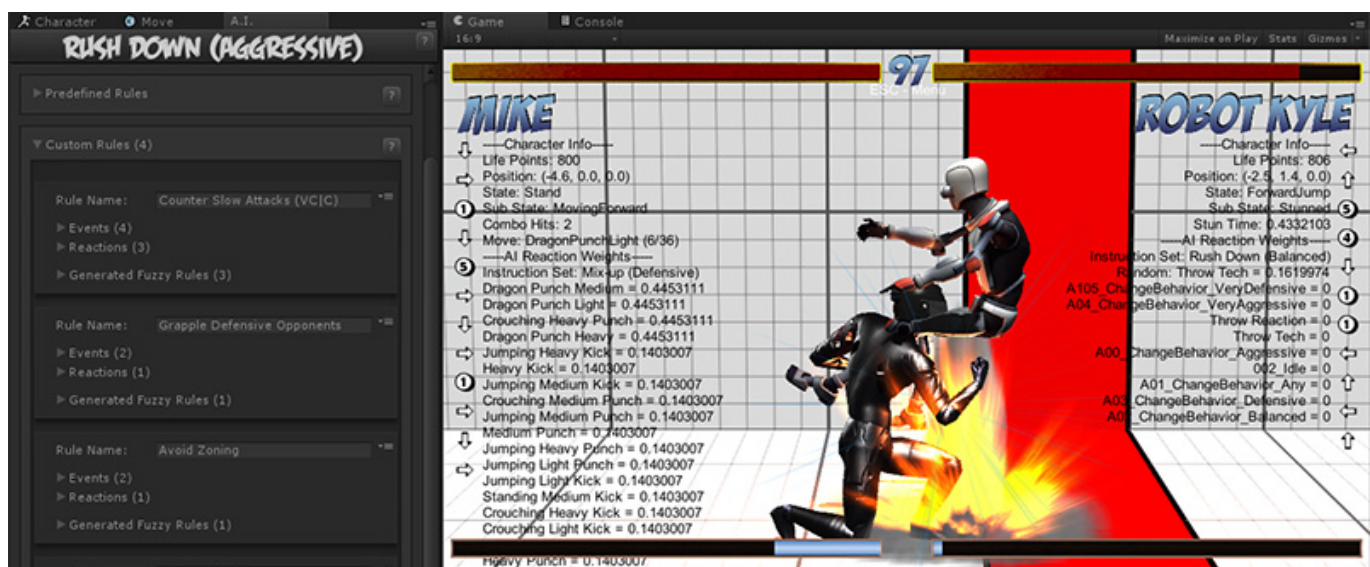 Character
Move
A.I.
RUSH DOWN (AGGRESSIVE)
?
Predefined Rules
?
Custom Rules (4)
?
Rule Name: Counter Slow Attacks (VC|C)
Events (4)
Reactions (3)
Generated Fuzzy Rules (3)
Rule Name: Grapple Defensive Opponents
Events (2)
Reactions (1)
Generated Fuzzy Rules (1)
Rule Name: Avoid Zoning
Events (2)
Reactions (1)
Generated Fuzzy Rules (1)
Game
Console
16:9
Maximize on Play Stats Gizmos
97
ESC - Menu
MIKE
-----Character Info-----
Life Points: 800
Position: (-4.6, 0.0, 0.0)
State: Stand
1 Sub State: MovingForward
Combo Hits: 2
Move: DragonPunchLight (6/36)
-----AI Reaction Weights-----
5 Instruction Set: Mix-up (Defensive)
Dragon Punch Medium = 0.4453111
Dragon Punch Light = 0.4453111
Crouching Heavy Punch = 0.4453111
Dragon Punch Heavy = 0.4453111
Jumping Heavy Kick = 0.1403007
Heavy Kick = 0.1403007
1 Jumping Medium Kick = 0.1403007
Crouching Medium Punch = 0.1403007
Jumping Medium Punch = 0.1403007
Medium Punch = 0.1403007
Jumping Heavy Punch = 0.1403007
Jumping Light Punch = 0.1403007
Jumping Light Kick = 0.1403007
Standing Medium Kick = 0.1403007
Crouching Heavy Kick = 0.1403007
Crouching Light Kick = 0.1403007
Heavy Punch = 0.1403007
ROBOT KYLE
-----Character Info-----
Life Points: 806
Position: (-2.5, 1.4, 0.0)
State: ForwardJump
Sub State: Stunned 5
Stun Time: 0.4332103
-----AI Reaction Weights----- 4
Instruction Set: Rush Down (Balanced)
Random: Throw Tech = 0.1619974
A105_ChangeBehavior_VeryDefensive = 0 1
A04_ChangeBehavior_VeryAggressive = 0
Throw Reaction = 0 1
Throw Tech = 0
A00_ChangeBehavior_Aggressive = 0
002_Idle = 0
A01_ChangeBehavior_Any = 0
A03_ChangeBehavior_Defensive = 0
ChangeBehavior_Balanced = 0